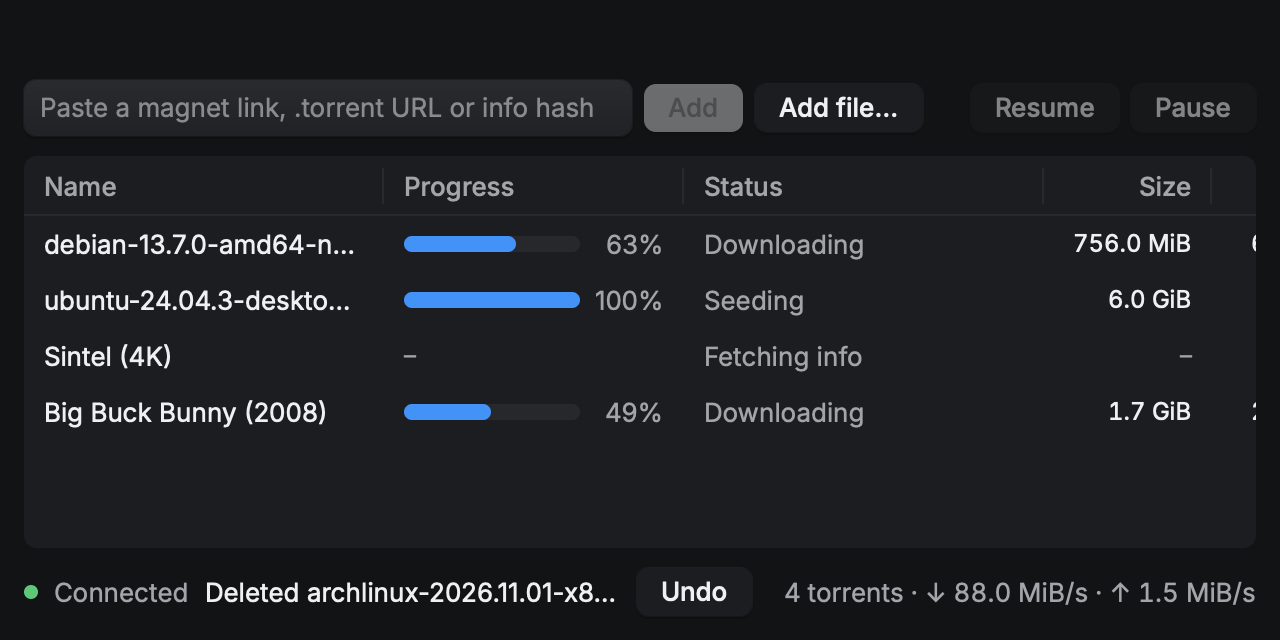 Paste a magnet link, .torrent URL or info hash Add Add file... Resume Pause
Name Progress Status Size
debian-13.7.0-amd64-n... 63% Downloading 756.0 MiB
ubuntu-24.04.3-deskto... 100% Seeding 6.0 GiB
Sintel (4K) – Fetching info –
Big Buck Bunny (2008) 49% Downloading 1.7 GiB
Connected Deleted archlinux-2026.11.01-x8... Undo 4 torrents · ↓ 88.0 MiB/s · ↑ 1.5 MiB/s